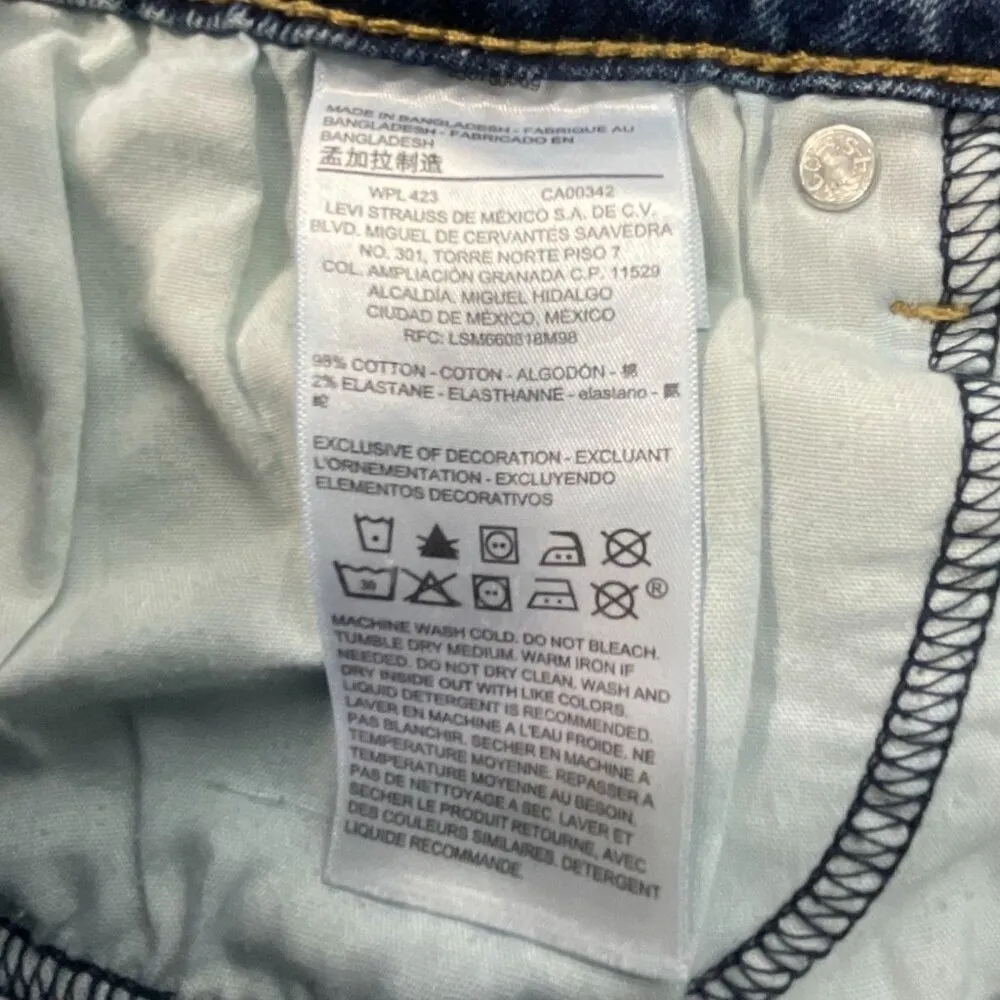 MADE IN BANGLADESH - FABRIQUE AU
BANGLADESH - FABRICADO EN
BANGLADESH
孟加拉制造
WPL 423 CA00342
LEVI STRAUSS DE MÉXICO S.A. DE C.V.
BLVD. MIGUEL DE CERVANTES SAAVEDRA
NO. 301, TORRE NORTE PISO 7
COL. AMPLIACIÓN GRANADA C.P. 11529
ALCALDÍA. MIGUEL HIDALGO
CIUDAD DE MÉXICO, MÉXICO
RFC: LSM660818M98
98% COTTON - COTON - ALGODÓN - 棉
2% ELASTANE - ELASTHANNE - elastano -
EXCLUSIVE OF DECORATION - EXCLUANT
L'ORNEMENTATION - EXCLUYENDO
ELEMENTOS DECORATIVOS
30
®
MACHINE WASH COLD. DO NOT BLEACH.
TUMBLE DRY MEDIUM. WARM IRON IF
NEEDED. DO NOT DRY CLEAN. WASH AND
DRY INSIDE OUT WITH LIKE COLORS.
LIQUID DETERGENT IS RECOMMENDED.
LAVER EN MACHINE A L'EAU FROIDE. NE
PAS BLANCHIR. SECHER EN MACHINE A
TEMPERATURE MOYENNE. REPASSER A
TEMPERATURE MOYENNE AU BESOIN.
PAS DE NETTOYAGE A SEC. LAVER ET
SECHER LE PRODUIT RETOURNE, AVEC
DES COULEURS SIMILAIRES. DETERGENT
LIQUIDE RECOMMANDE.